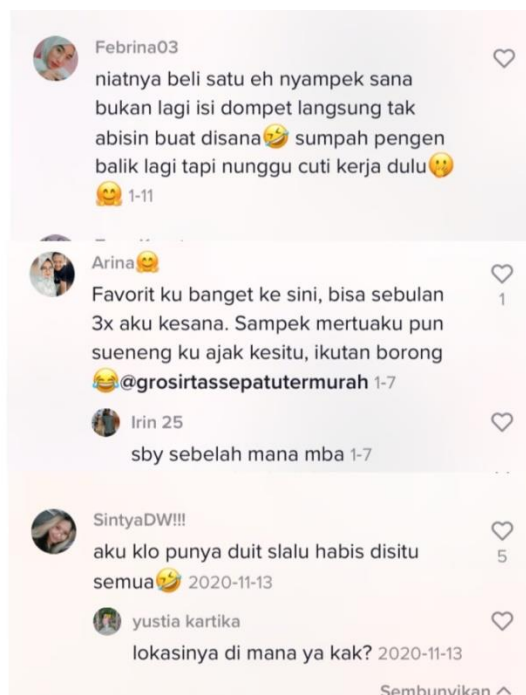 Febrina03
niatnya beli satu eh nyampek sana
bukan lagi isi dompet langsung tak
abisin buat disana🤣 sumpah pengen
balik lagi tapi nunggu cuti kerja dulu🤫
🤗 1-11
Arina🤗
Favorit ku banget ke sini, bisa sebulan
1
3x aku kesana. Sampek mertuaku pun
sueneng ku ajak kesitu, ikutan borong
😂@grosirtassepatutermurah 1-7
Irin 25
sby sebelah mana mba 1-7
SintyaDW!!!
aku klo punya duit slalu habis disitu
5
semua🤣 2020-11-13
yustia kartika
lokasinya di mana ya kak? 2020-11-13
Sembunyikan